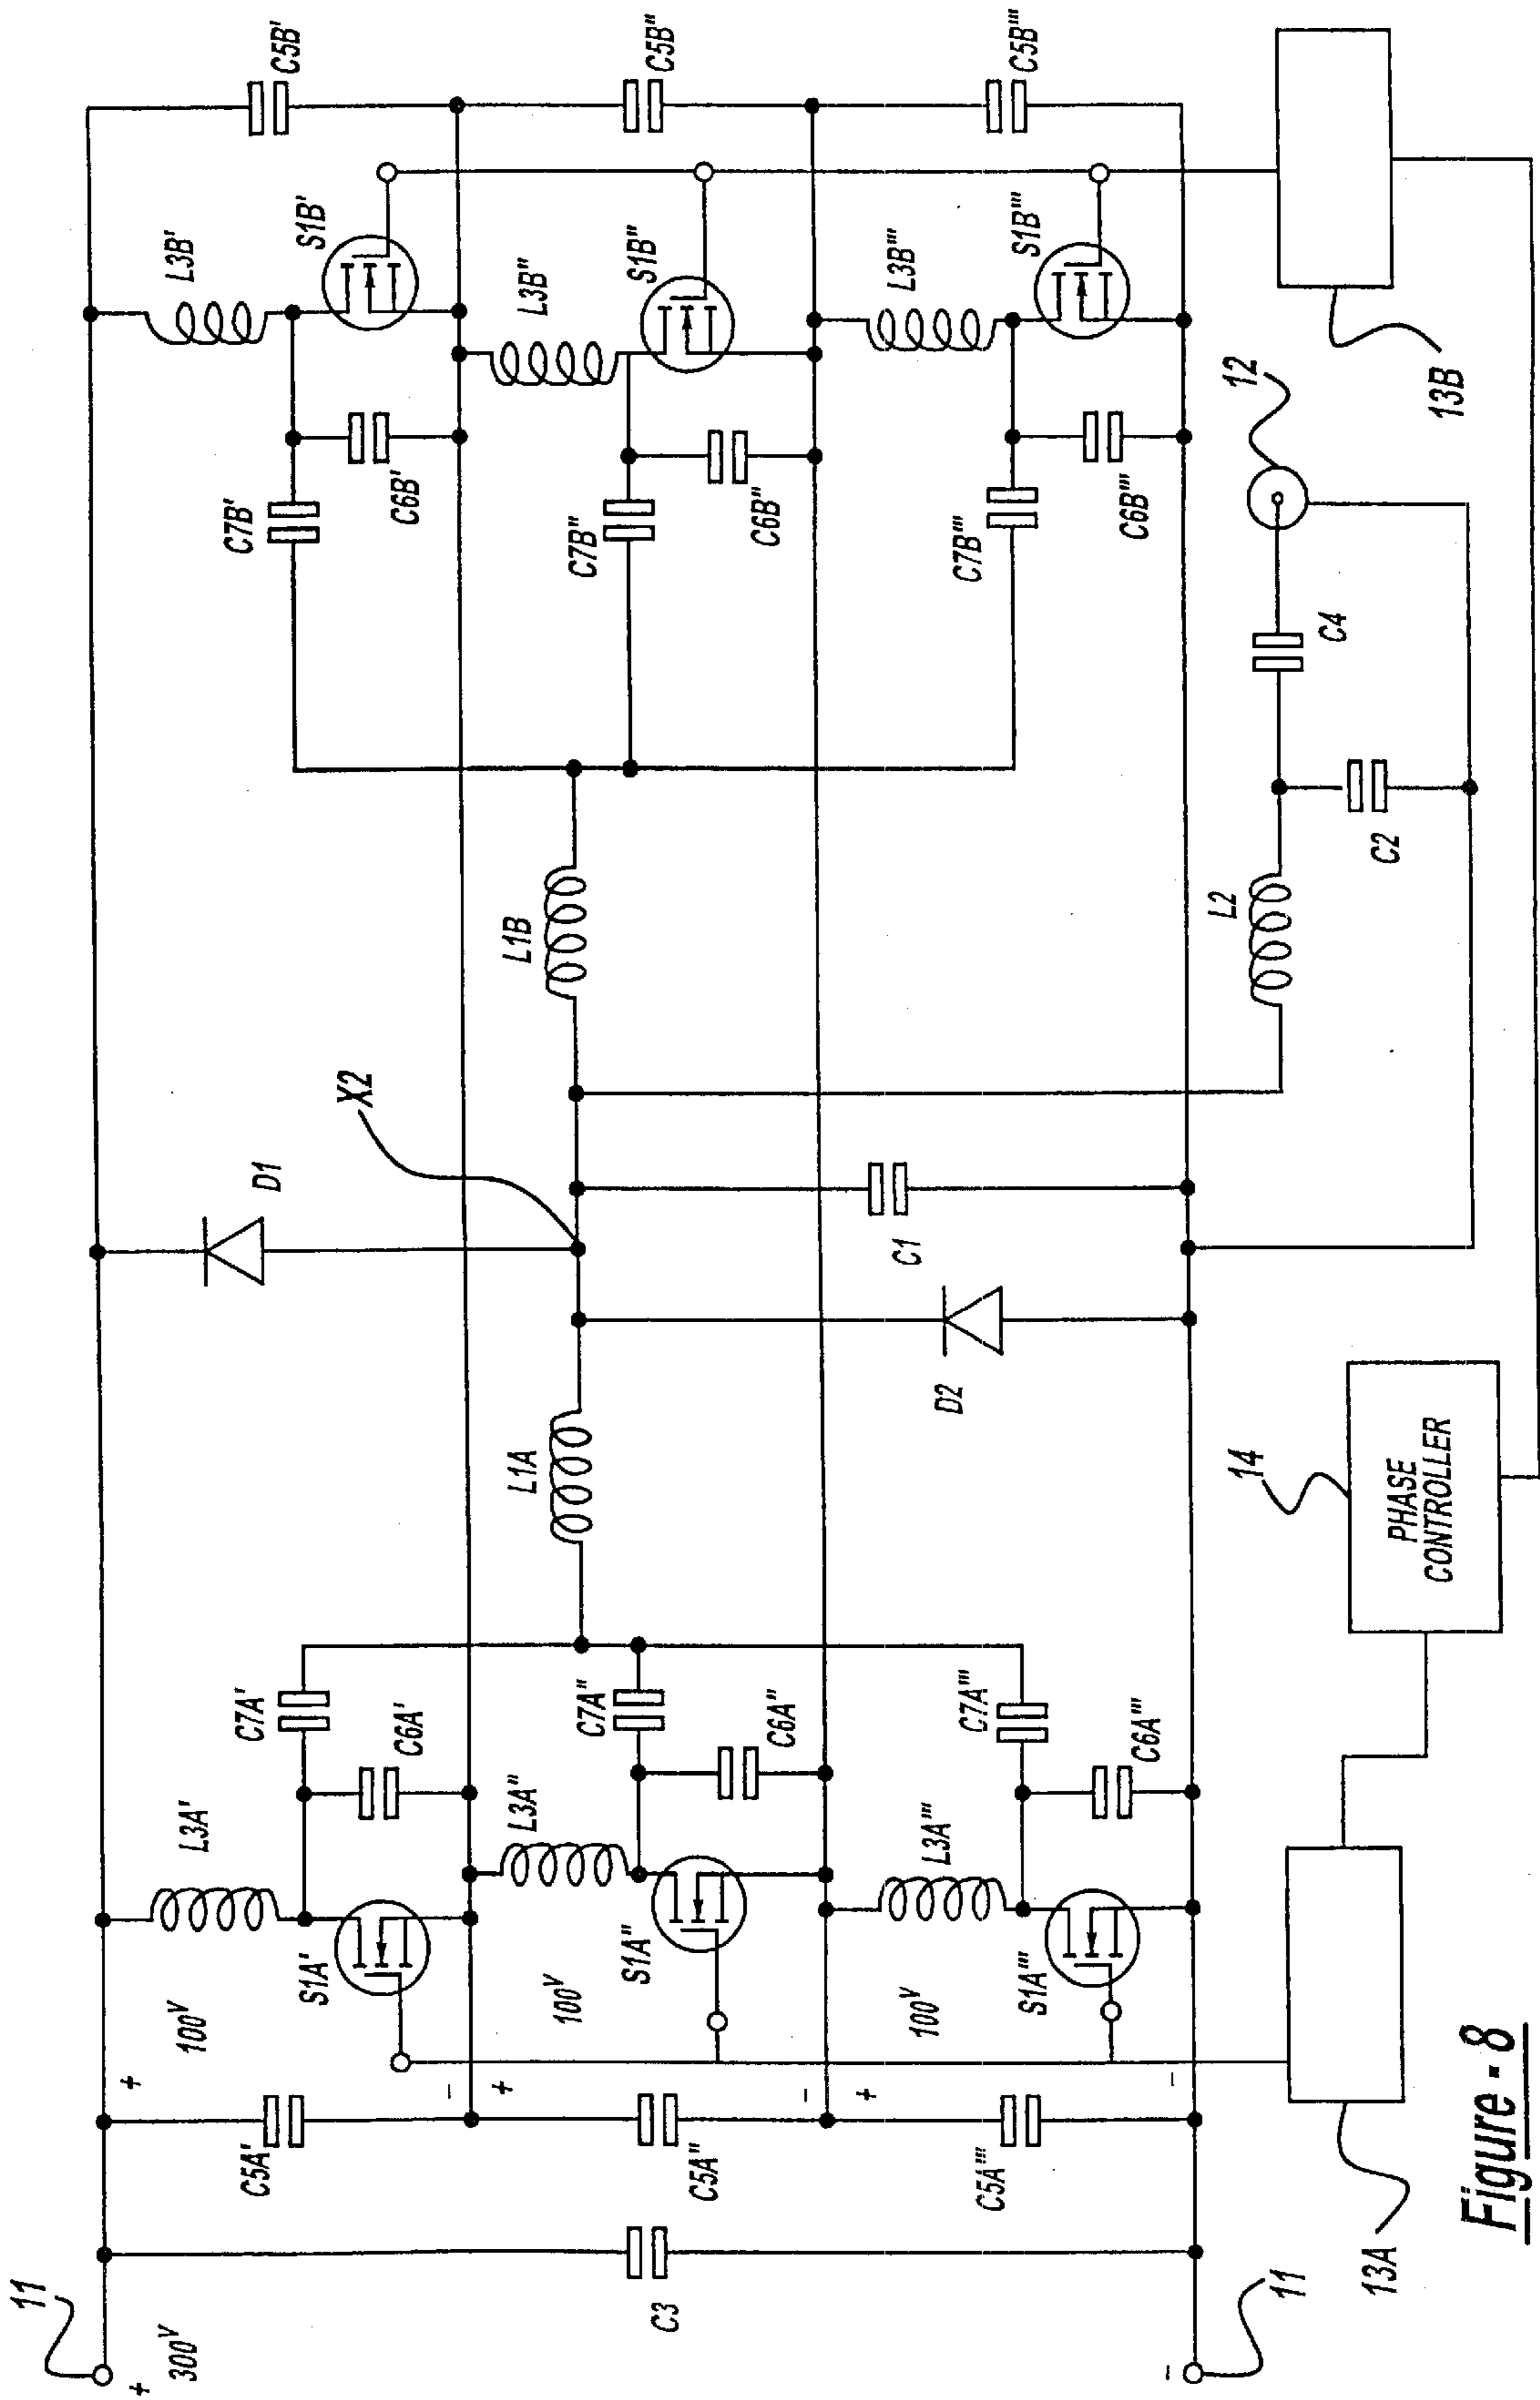 11
+
300V
C3
11
-
C5A'
+
100V
-
C5A"
+
100V
-
C5A"'
+
100V
-
13A
L3A'
S1A'
C7A'
C6A'
L3A"
S1A"
C7A"
C6A"
L3A"'
S1A"'
C7A"'
C6A"'
14
PHASE
CONTROLLER
L1A
D1
X2
D2
C1
L1B
L2
C2
C4
12
C7B'
C6B'
L3B'
S1B'
C5B'
C7B"
C6B"
L3B"
S1B"
C5B"
C7B"'
C6B"'
L3B"'
S1B"'
C5B"'
13B
Figure - 8